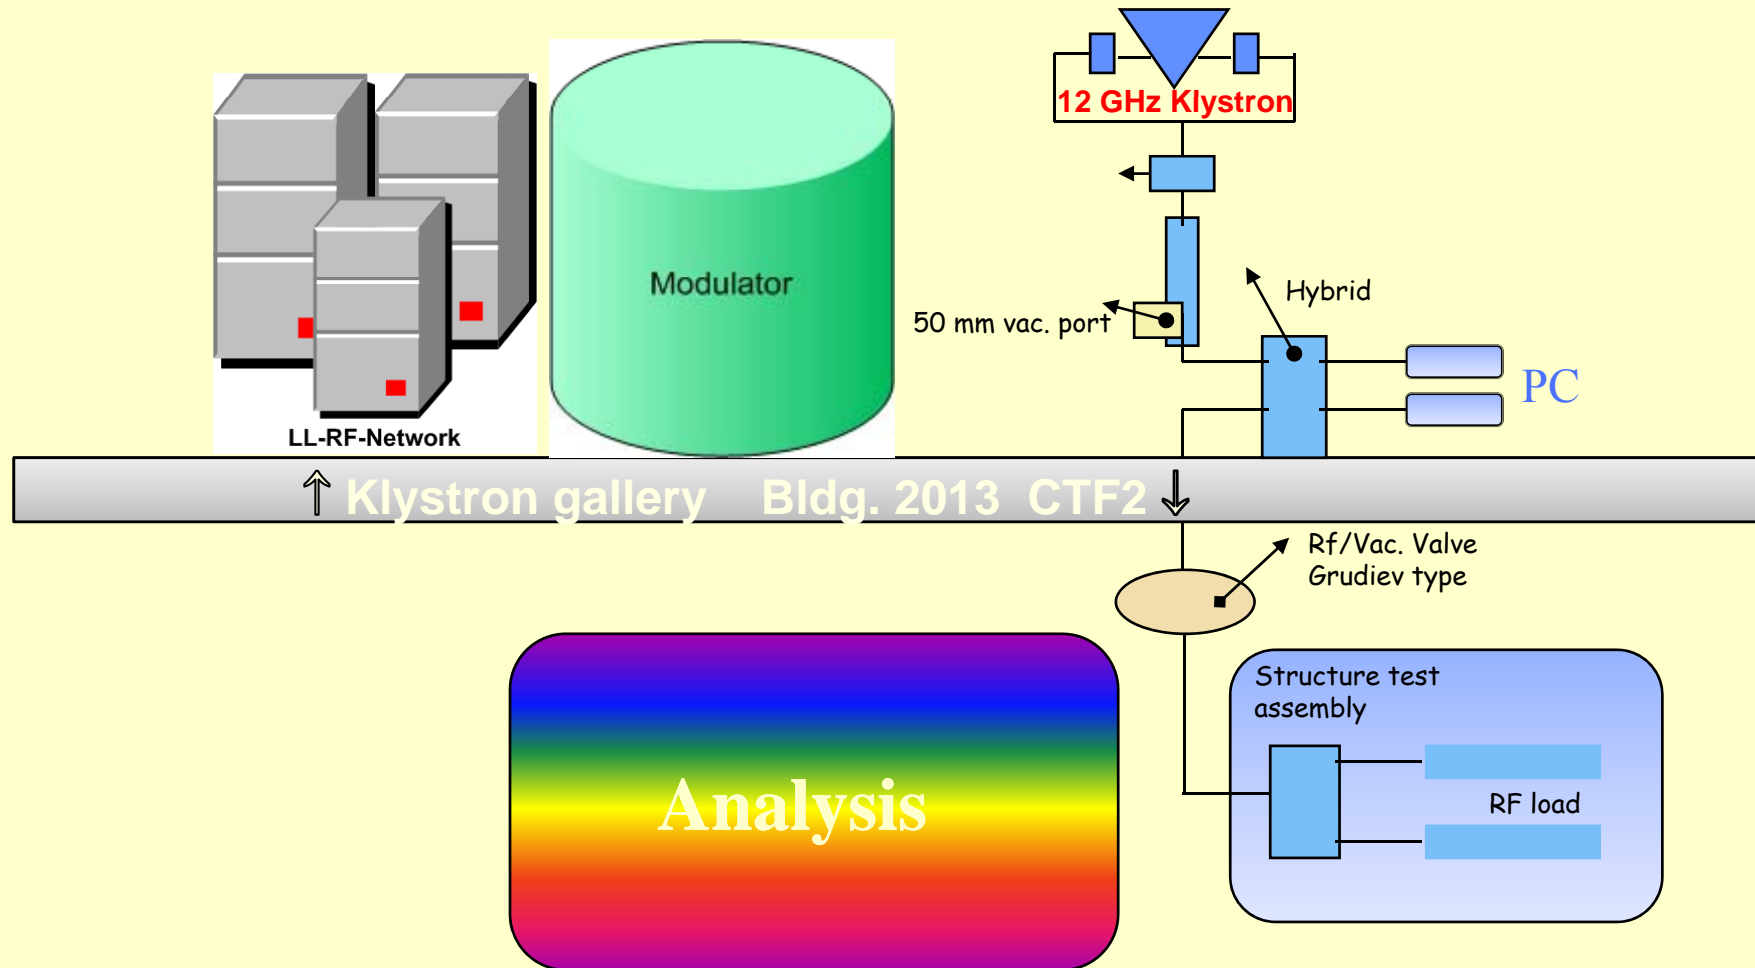 12 GHz Klystron
Modulator
Hybrid
50 mm vac. port
PC
LL-RF-Network
↑ Klystron gallery Bldg. 2013 CTF2 ↓
Rf/Vac. Valve
Grudiev type
Structure test
assembly
Analysis
RF load